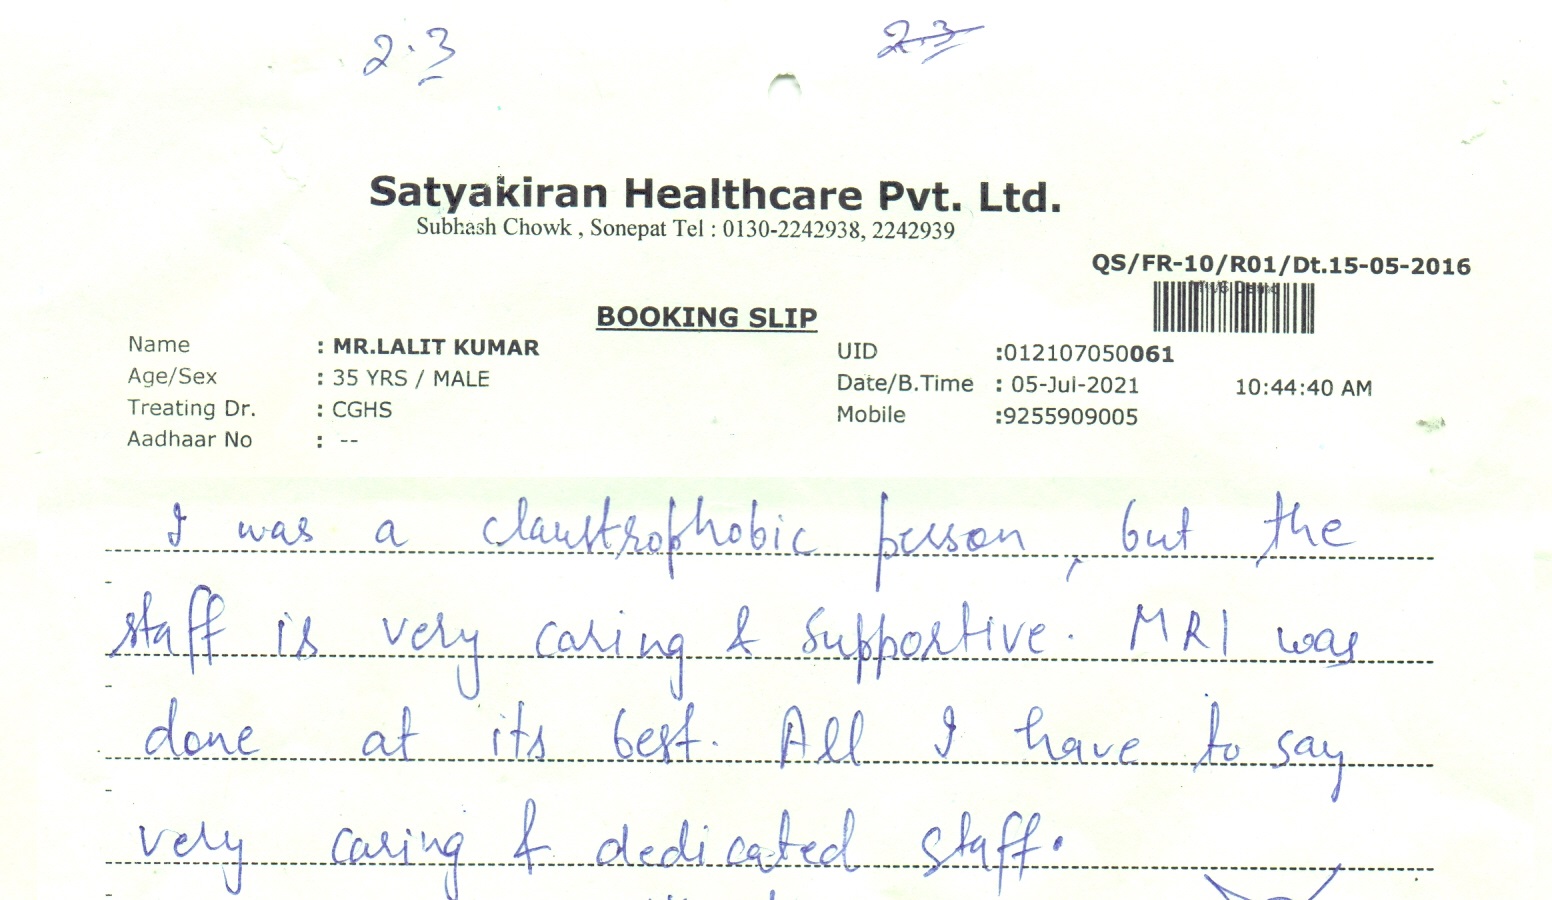 2.3 2.3
Satyakiran Healthcare Pvt. Ltd.
Subhash Chowk , Sonepat Tel : 0130-2242938, 2242939
QS/FR-10/R01/Dt.15-05-2016
BOOKING SLIP
Name : MR.LALIT KUMAR UID :012107050061
Age/Sex : 35 YRS / MALE Date/B.Time : 05-Jul-2021 10:44:40 AM
Treating Dr. : CGHS Mobile :9255909005
Aadhaar No : --
I was a claustrophobic person, but the
staff is very caring & supportive. MRI was
done at its best. All I have to say
very caring & dedicated staff.